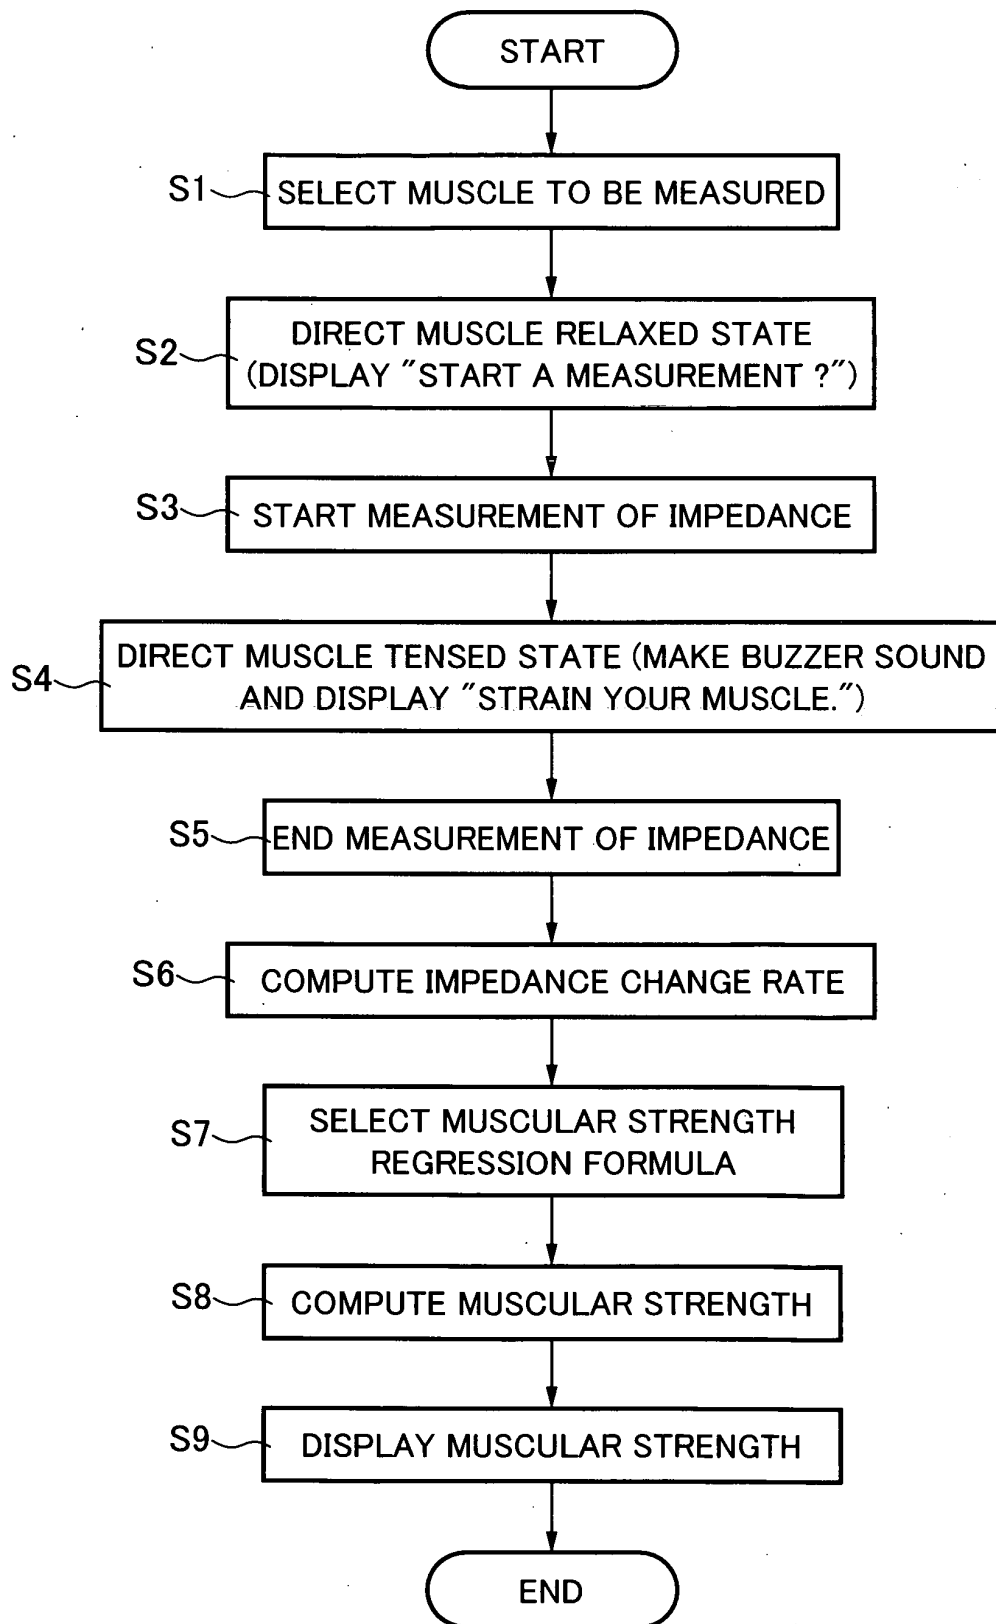 START
S1
SELECT MUSCLE TO BE MEASURED
S2
DIRECT MUSCLE RELAXED STATE
(DISPLAY "START A MEASUREMENT ?")
S3
START MEASUREMENT OF IMPEDANCE
S4
DIRECT MUSCLE TENSED STATE (MAKE BUZZER SOUND
AND DISPLAY "STRAIN YOUR MUSCLE.")
S5
END MEASUREMENT OF IMPEDANCE
S6
COMPUTE IMPEDANCE CHANGE RATE
S7
SELECT MUSCULAR STRENGTH
REGRESSION FORMULA
S8
COMPUTE MUSCULAR STRENGTH
S9
DISPLAY MUSCULAR STRENGTH
END